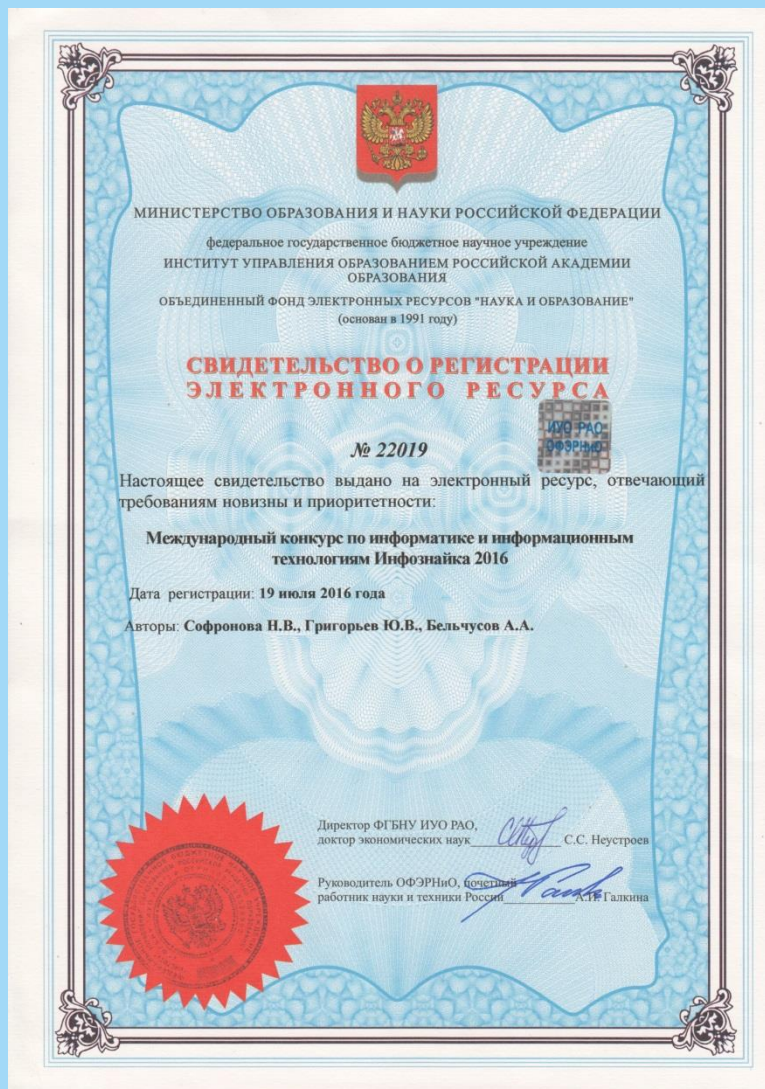 МИНИСТЕРСТВО ОБРАЗОВАНИЯ И НАУКИ РОССИЙСКОЙ ФЕДЕРАЦИИ
федеральное государственное бюджетное научное учреждение
ИНСТИТУТ УПРАВЛЕНИЯ ОБРАЗОВАНИЕМ РОССИЙСКОЙ АКАДЕМИИ
ОБРАЗОВАНИЯ
ОБЪЕДИНЕННЫЙ ФОНД ЭЛЕКТРОННЫХ РЕСУРСОВ "НАУКА И ОБРАЗОВАНИЕ"
(основан в 1991 году)
СВИДЕТЕЛЬСТВО О РЕГИСТРАЦИИ
ЭЛЕКТРОННОГО РЕСУРСА
ИУО РАО
ОФЭРНиО
№ 22019
Настоящее свидетельство выдано на электронный ресурс, отвечающий
требованиям новизны и приоритетности:
Международный конкурс по информатике и информационным
технологиям Инфознайка 2016
Дата регистрации: 19 июля 2016 года
Авторы: Софронова Н.В., Григорьев Ю.В., Бельчусов А.А.
Директор ФГБНУ ИУО РАО,
доктор экономических наук С.С. Неустроев
Руководитель ОФЭРНиО, почетный
работник науки и техники России А.И. Галкина